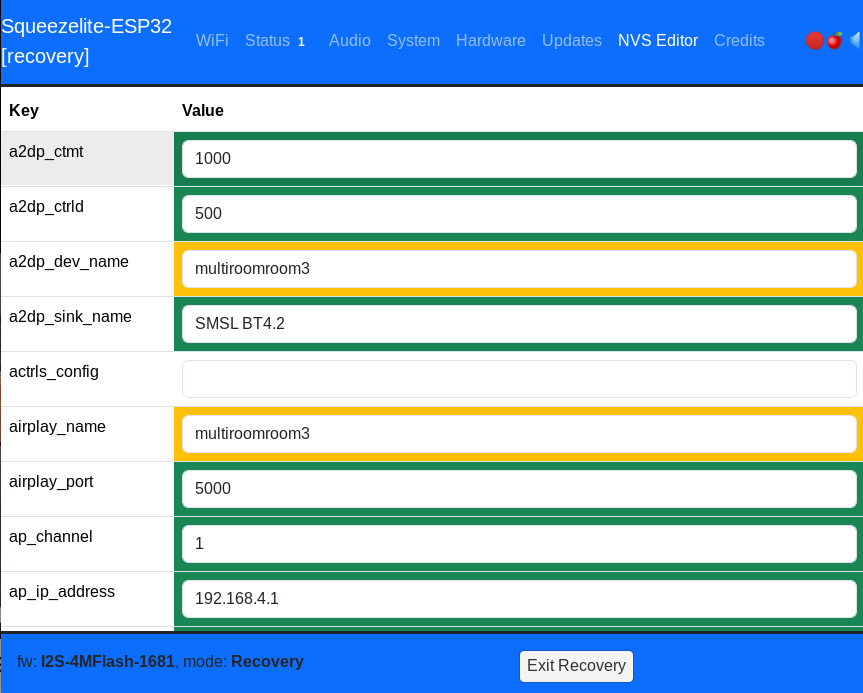 Squeezelite-ESP32
[recovery]
WiFi Status 1 Audio System Hardware Updates NVS Editor Credits
Key Value
a2dp_ctmt 1000
a2dp_ctrld 500
a2dp_dev_name multiroomroom3
a2dp_sink_name SMSL BT4.2
actrls_config
airplay_name multiroomroom3
airplay_port 5000
ap_channel 1
ap_ip_address 192.168.4.1
fw: I2S-4MFlash-1681, mode: Recovery Exit Recovery